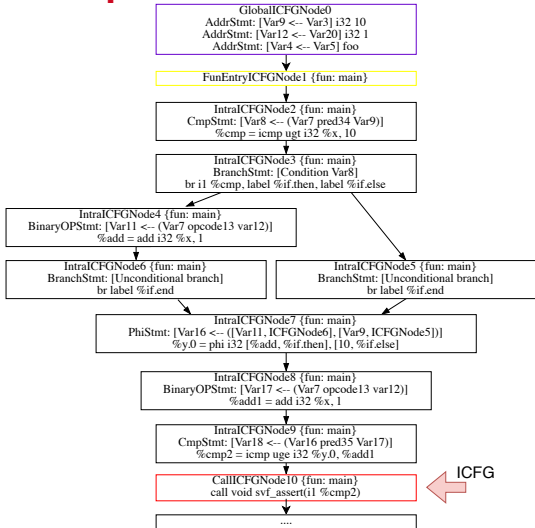 GlobalICFGNode0
AddrStmt: [Var9 <-- Var3] i32 10
AddrStmt: [Var12 <-- Var20] i32 1
AddrStmt: [Var4 <-- Var5] foo
FunEntryICFGNode1 {fun: main}
IntraICFGNode2 {fun: main}
CmpStmt: [Var8 <-- (Var7 pred34 Var9)]
%cmp = icmp ugt i32 %x, 10
IntraICFGNode3 {fun: main}
BranchStmt: [Condition Var8]
br i1 %cmp, label %if.then, label %if.else
IntraICFGNode4 {fun: main}
BinaryOPStmt: [Var11 <-- (Var7 opcode13 var12)]
%add = add i32 %x, 1
IntraICFGNode6 {fun: main}
BranchStmt: [Unconditional branch]
br label %if.end
IntraICFGNode5 {fun: main}
BranchStmt: [Unconditional branch]
br label %if.end
IntraICFGNode7 {fun: main}
PhiStmt: [Var16 <-- ([Var11, ICFGNode6], [Var9, ICFGNode5])]
%y.0 = phi i32 [%add, %if.then], [10, %if.else]
IntraICFGNode8 {fun: main}
BinaryOPStmt: [Var17 <-- (Var7 opcode13 var12)]
%add1 = add i32 %x, 1
IntraICFGNode9 {fun: main}
CmpStmt: [Var18 <-- (Var16 pred35 Var17)]
%cmp2 = icmp uge i32 %y.0, %add1
CallICFGNode10 {fun: main}
call void svf_assert(i1 %cmp2)
ICFG
....